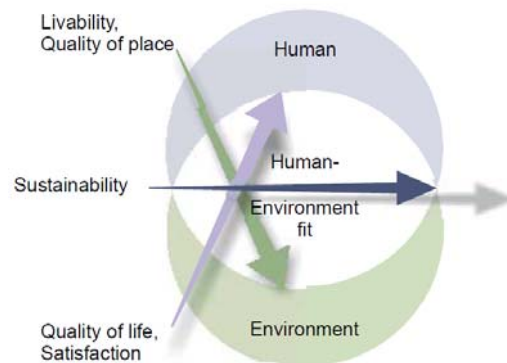 Livability,
Quality of place
Human
Human-
Sustainability
Environment
fit
Quality of life,
Satisfaction
Environment